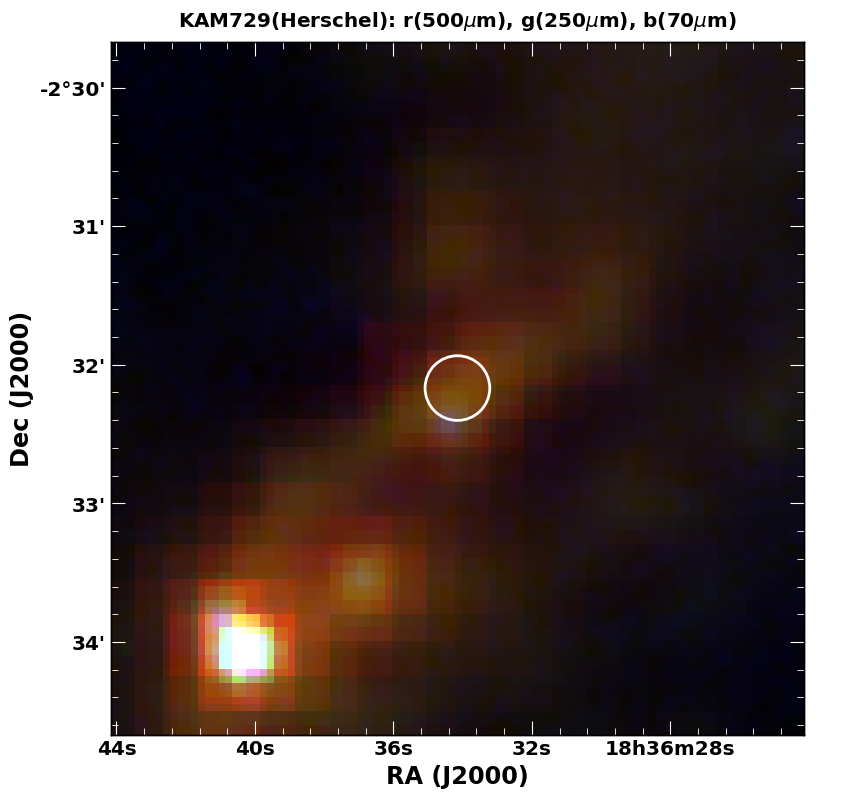 KAM729(Herschel): r(500μm), g(250μm), b(70μm)
-2°30'
31'
32'
33'
34'
Dec (J2000)
44s 40s 36s 32s 18h36m28s
RA (J2000)